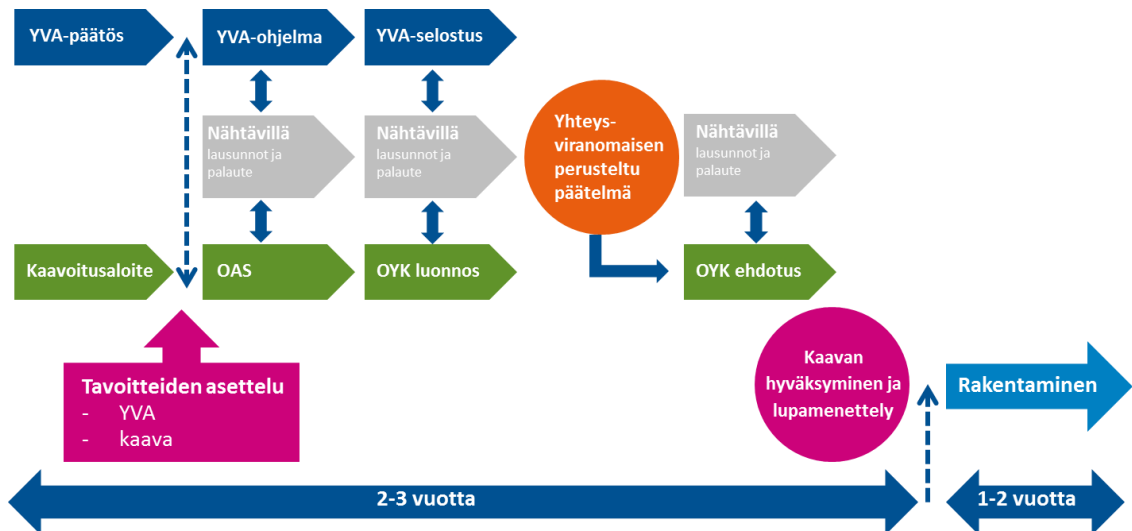 YVA-päätös
YVA-ohjelma
YVA-selostus
Nähtävillä
lausunnot ja
palaute
Nähtävillä
lausunnot ja
palaute
Yhteys-
viranomaisen
perusteltu
päätelmä
Nähtävillä
lausunnot ja
palaute
Kaavoitusaloite
OAS
OYK luonnos
OYK ehdotus
Tavoitteiden asettelu
- YVA
- kaava
Kaavan
hyväksyminen ja
lupamenettely
Rakentaminen
2-3 vuotta
1-2 vuotta